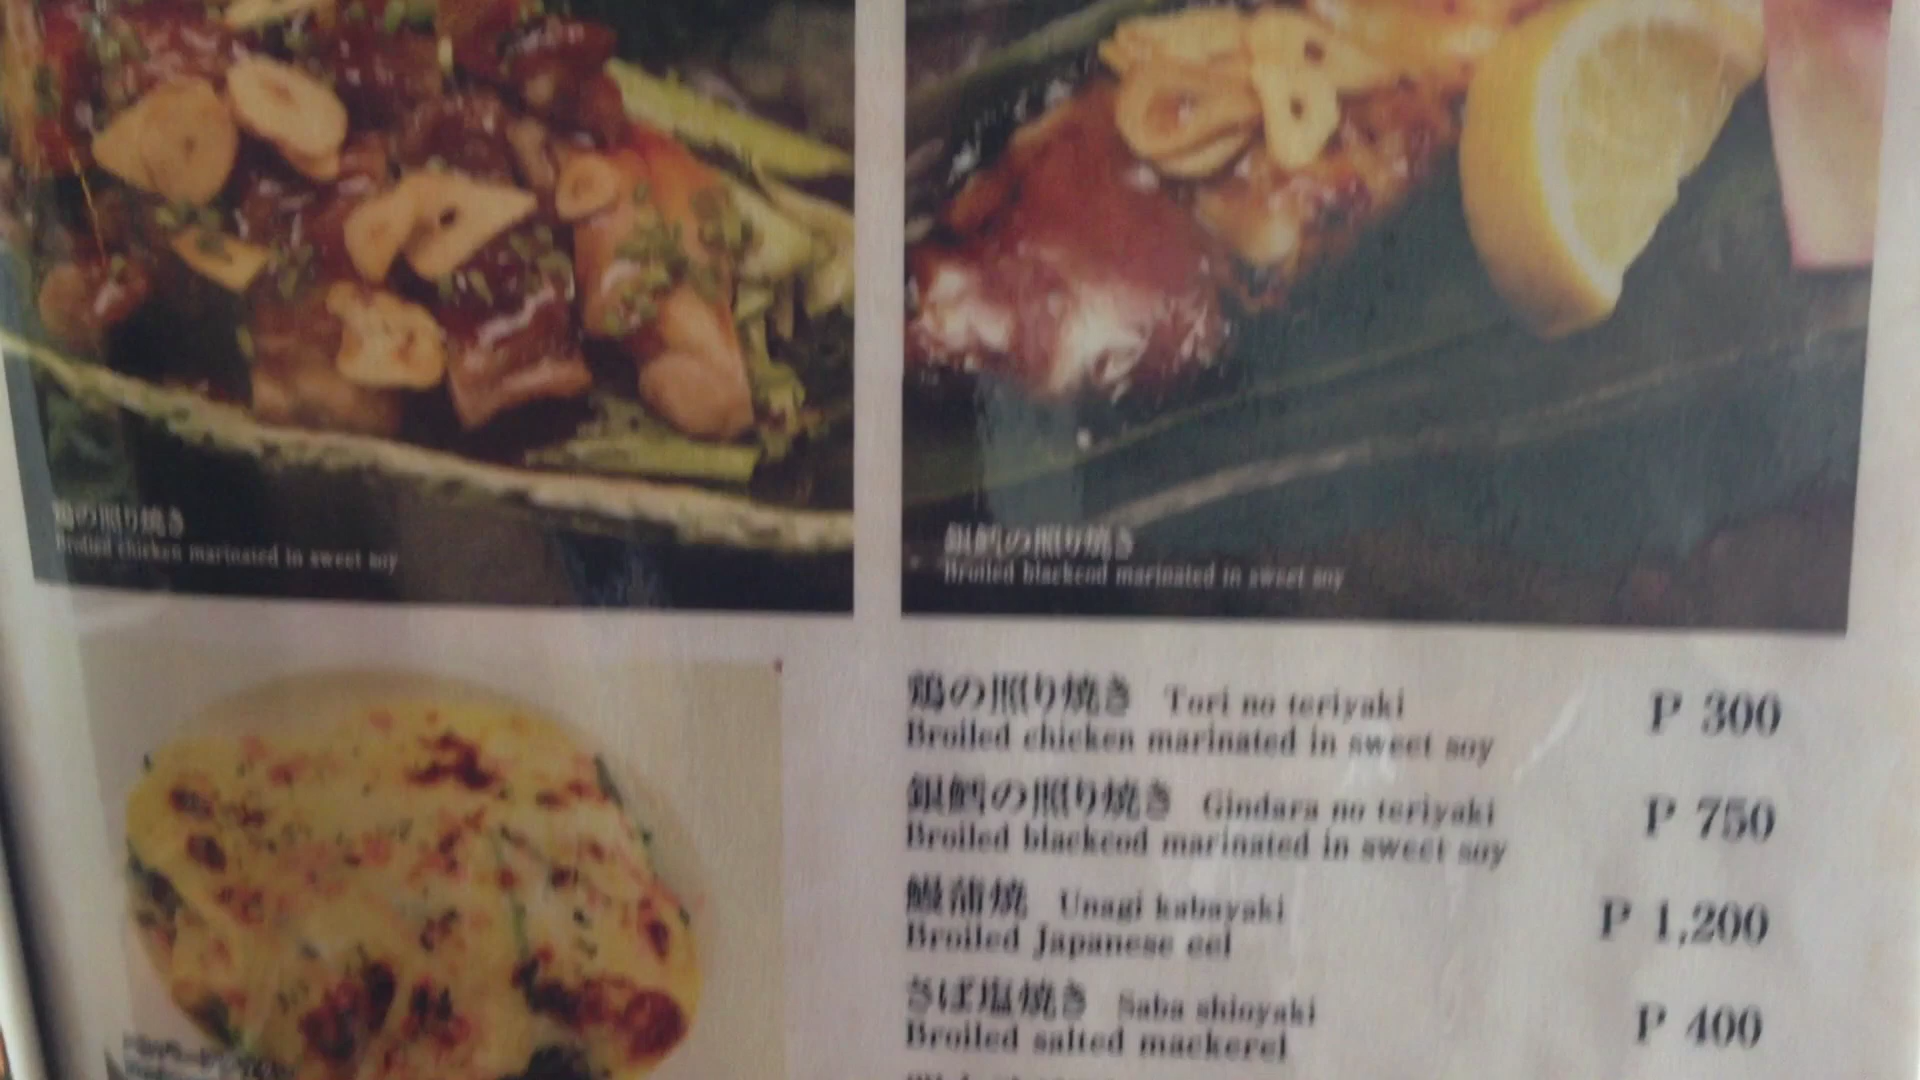 鶏の照り焼き
Broiled chicken marinated in sweet soy
銀鱈の照り焼き
Broiled blackcod marinated in sweet soy
鶏の照り焼き Tori no teriyaki P 300
Broiled chicken marinated in sweet soy
銀鱈の照り焼き Gindara no teriyaki P 750
Broiled blackcod marinated in sweet soy
鰻蒲焼 Unagi kabayaki P 1,200
Broiled Japanese eel
さば塩焼き Saba shioyaki P 400
Broiled salted mackerel